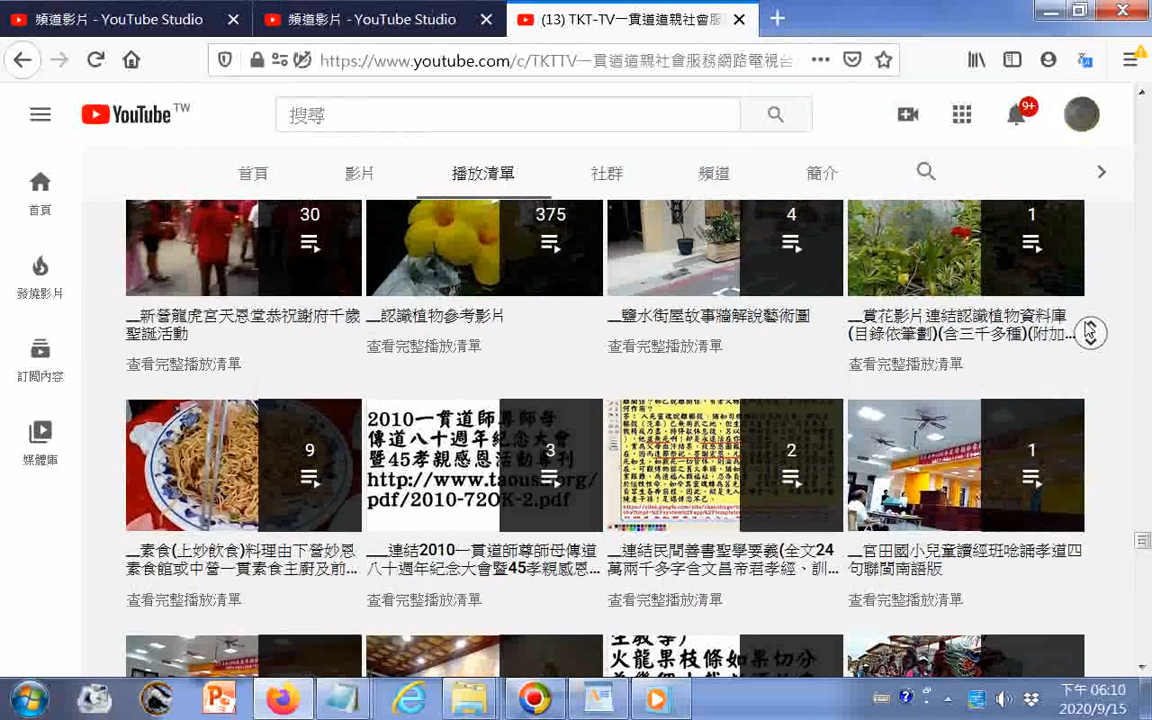 頻道影片 - YouTube Studio
頻道影片 - YouTube Studio
(13) TKT-TV一貫道道親社會服
https://www.youtube.com/c/TKTTV一貫道道親社會服務網路電視台
YouTube TW
搜尋
9+
首頁
影片
播放清單
社群
頻道
簡介
首頁
發燒影片
訂閱內容
媒體庫
30
375
4
1
__新營龍虎宮天恩堂恭祝謝府千歲
聖誕活動
查看完整播放清單
__認識植物參考影片
查看完整播放清單
__鹽水街屋故事牆解說藝術圖
查看完整播放清單
__賞花影片連結認識植物資料庫
(目錄依筆劃)(含三千多種)(附加...
查看完整播放清單
9
2010一貫道師尊師母
傳道八十週年紀念大會
暨45孝親感恩活動專刊
http://www.taousa.org/
pdf/2010-720K-2.pdf
3
2
1
__素食(上妙飲食)料理由下營妙恩
素食館或中營一貫素食主廚及前...
查看完整播放清單
___連結2010一貫道師尊師母傳道
八十週年紀念大會暨45孝親感恩...
查看完整播放清單
__連結民間善書聖學要義(全文24
萬兩千多字含文昌帝君孝經、訓...
查看完整播放清單
__官田國小兒童讀經班唸誦孝道四
句聯閩南語版
查看完整播放清單
火龍果枝條如果切分
下午 06:10
2020/9/15